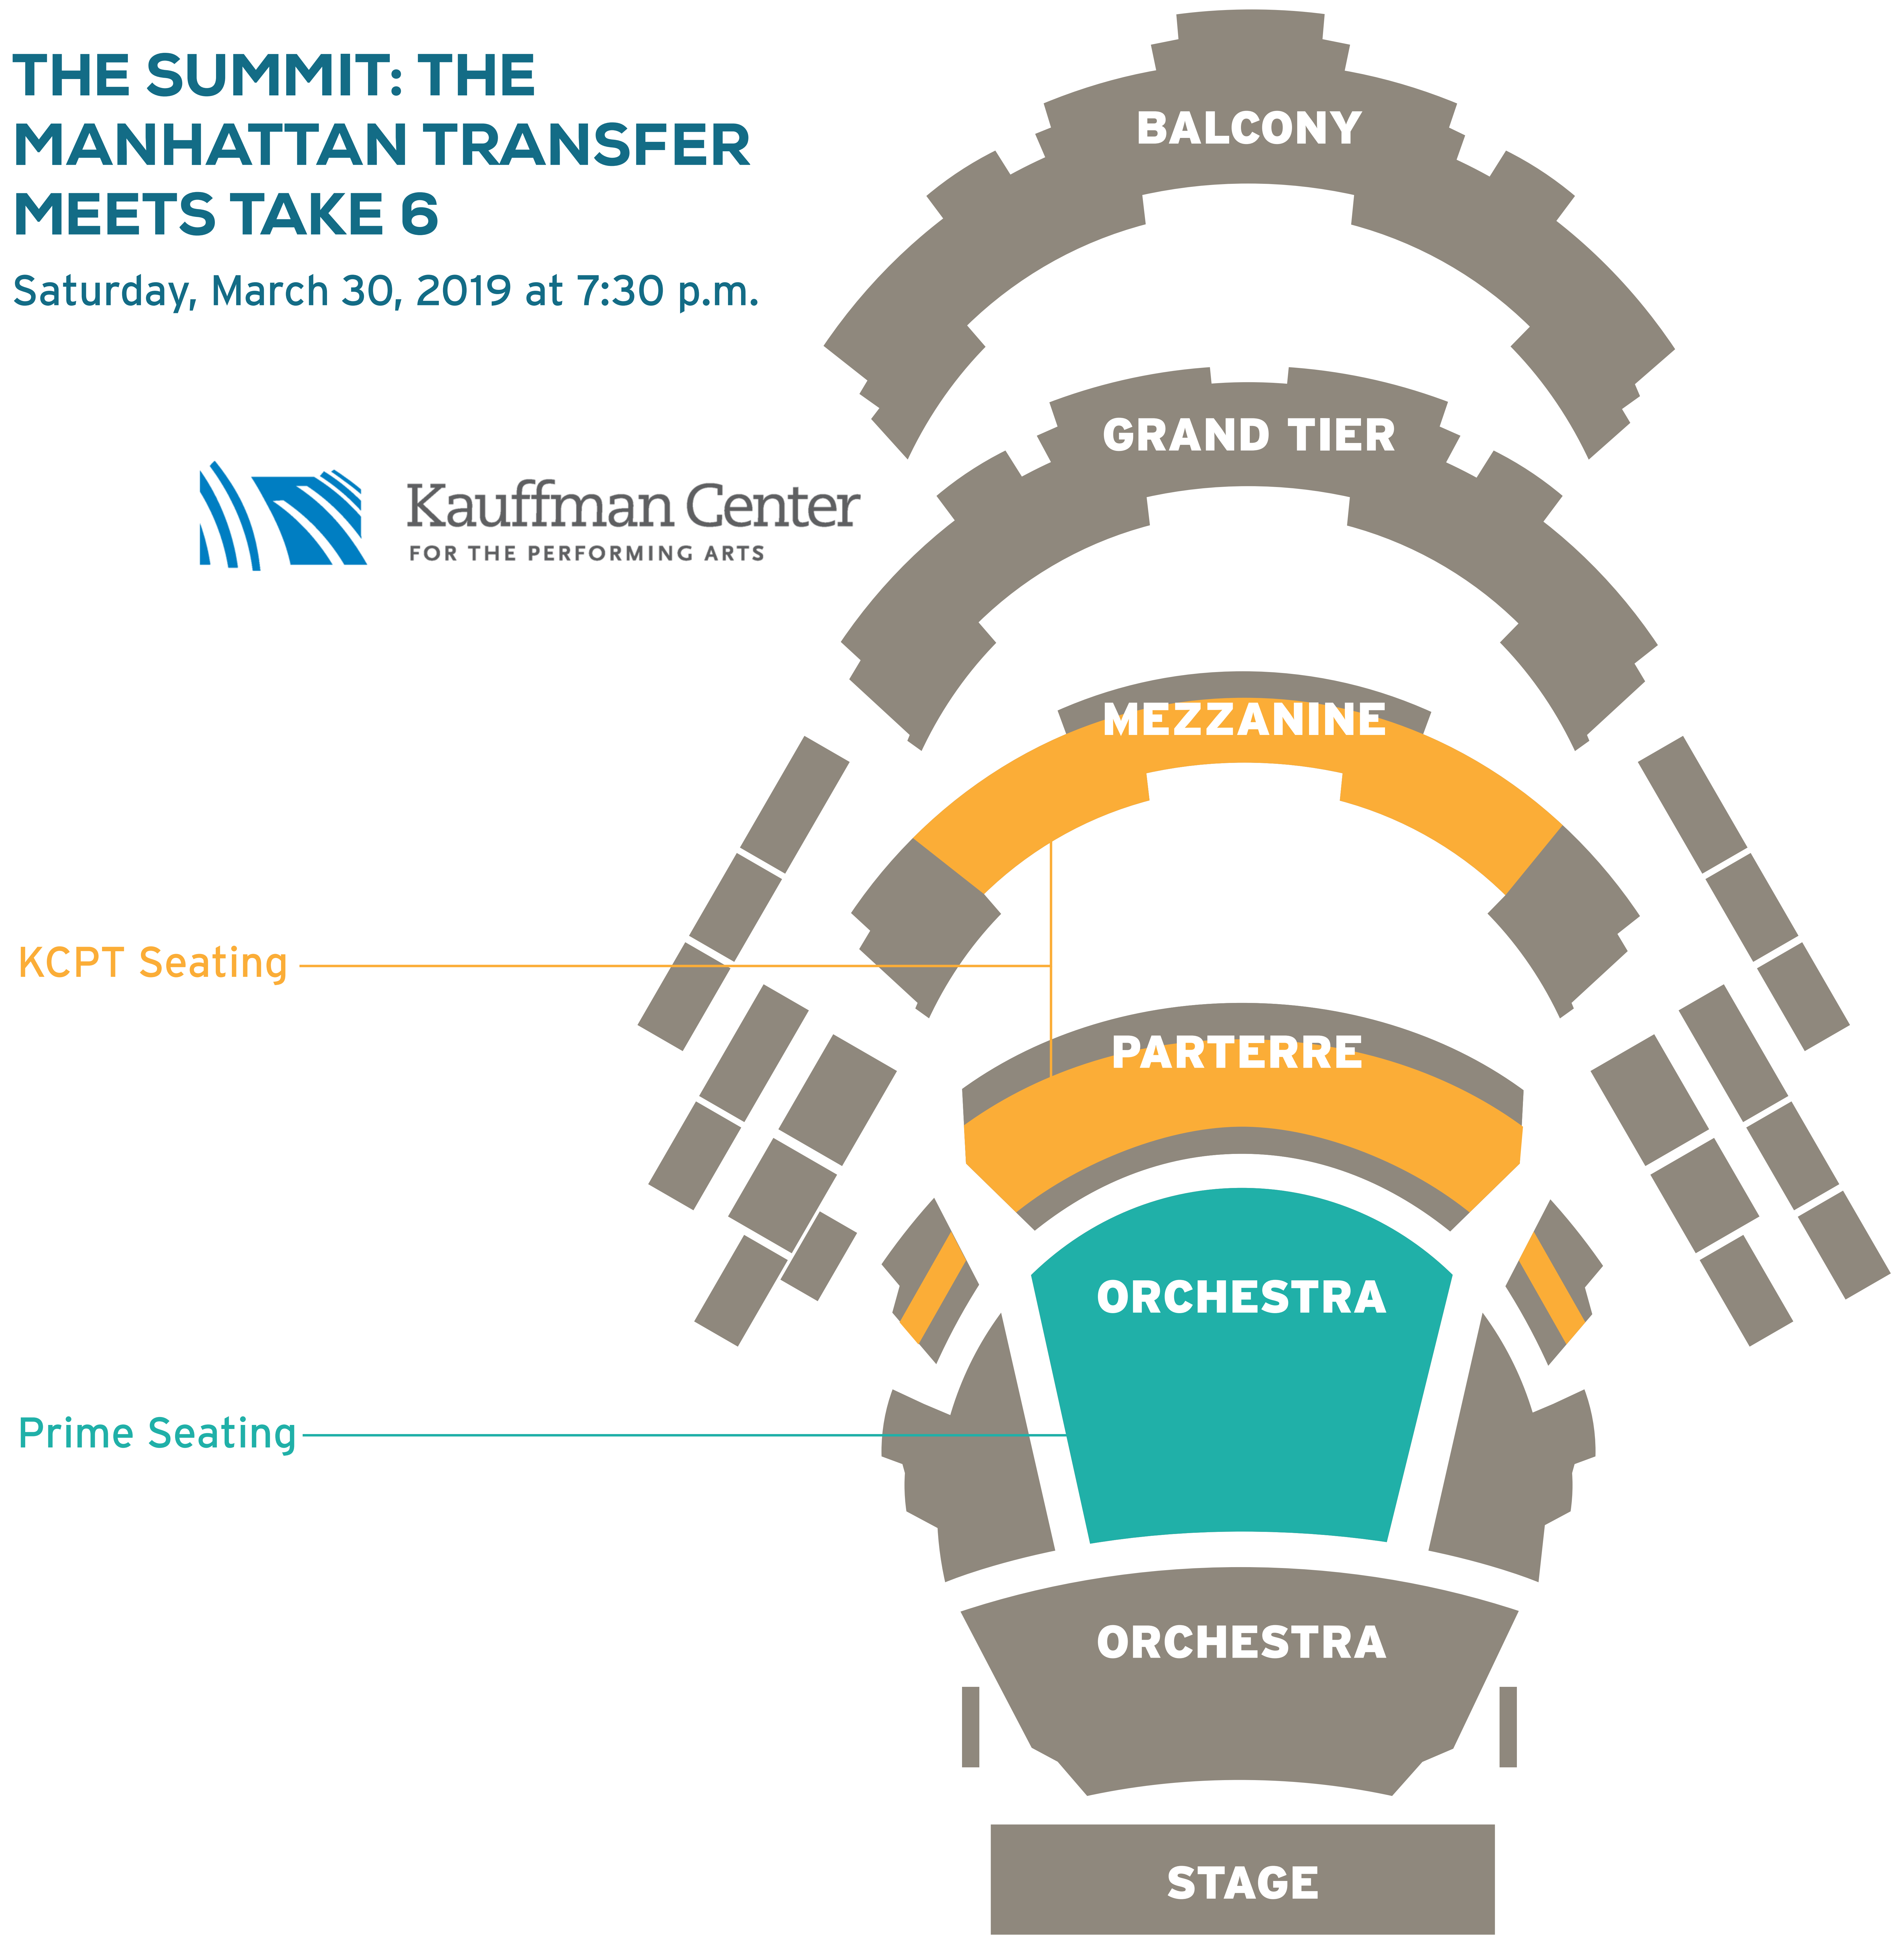 THE SUMMIT: THE
MANHATTAN TRANSFER
MEETS TAKE 6
Saturday, March 30, 2019 at 7:30 p.m.
BALCONY
GRAND TIER
Kauffman Center
FOR THE PERFORMING ARTS
MEZZANINE
KCPT Seating
PARTERRE
ORCHESTRA
Prime Seating
ORCHESTRA
STAGE